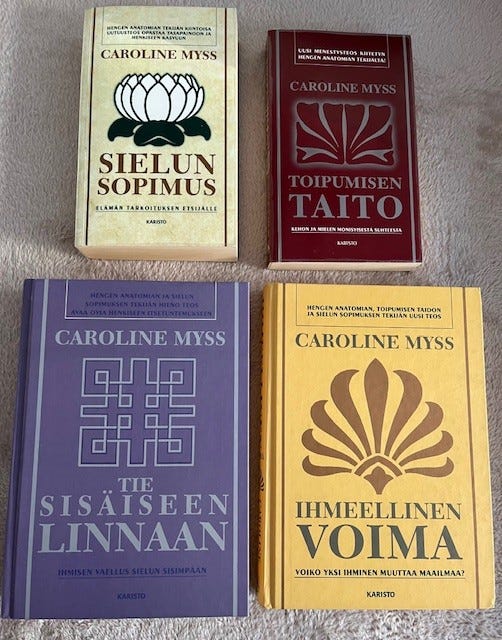 HENGEN ANATOMIAN TEKIJÄN KIINTOISA
UUTUUSTEOS OPASTAA TASAPAINOON JA
HENKISEEN KASVUUN
CAROLINE MYSS
SIELUN
SOPIMUS
ELÄMÄN TARKOITUKSEN ETSIJÄLLE
KARISTO
UUSI MENESTYSTEOS KIITETYN
HENGEN ANATOMIAN TEKIJÄLTÄ!
CAROLINE MYSS
TOIPUMISEN
TAITO
KEHON JA MIELEN MONISYISESTÄ SUHTEESTA
KARISTO
HENGEN ANATOMIAN JA SIELUN
SOPIMUKSEN TEKIJÄN HIENO TEOS
AVAA OVIA HENKISEEN ITSETUNTEMUKSEEN
CAROLINE MYSS
TIE
SISÄISEEN
LINNAAN
IHMISEN VAELLUS SIELUN SISIMPÄÄN
KARISTO
HENGEN ANATOMIAN, TOIPUMISEN TAIDON
JA SIELUN SOPIMUKSEN TEKIJÄN UUSI TEOS
CAROLINE MYSS
IHMEELLINEN
VOIMA
VOIKO YKSI IHMINEN MUUTTAA MAAILMAA?
KARISTO